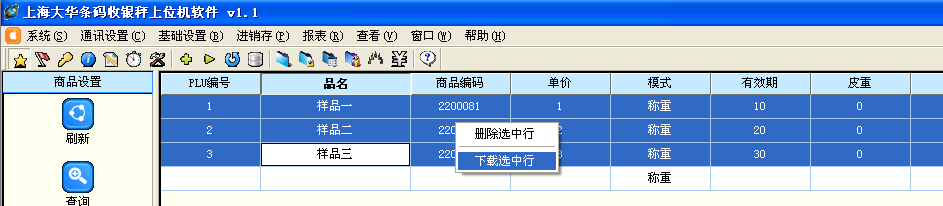 上海大华条码收银秤上位机软件 v1.1
系统(S) 通讯设置(C) 基础设置(B) 进销存(P) 报表(R) 查看(V) 窗口(W) 帮助(H)
商品设置 PLU编号 品名 商品编码 单价 模式 有效期 皮重
1 样品一 2200081 1 称重 10 0
刷新
2 样品二 220 2 称重 20 0
删除选中行
3 样品三 220 3 称重 30 0
下载选中行
称重
查询